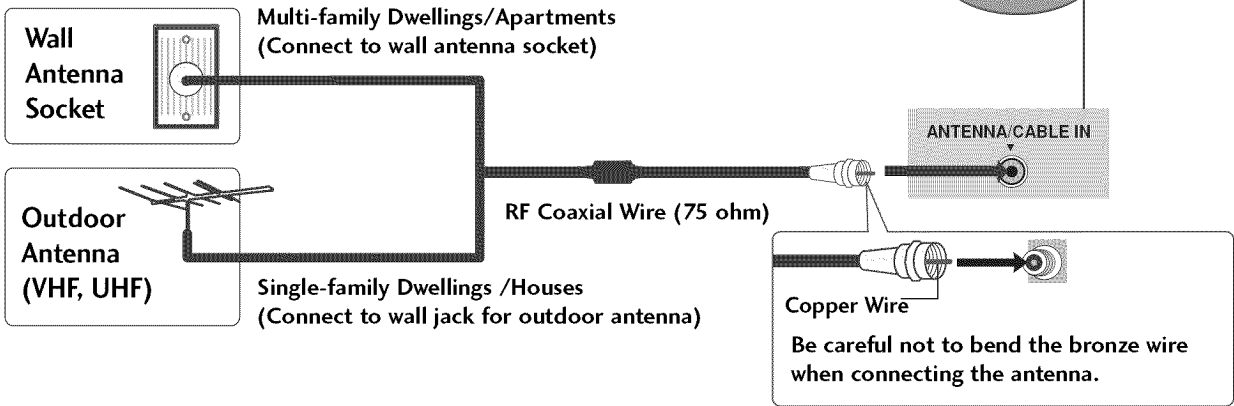 Multi-family Dwellings/Apartments
(Connect to wall antenna socket)
Wall
Antenna
Socket
ANTENNA/CABLE IN
RF Coaxial Wire (75 ohm)
Outdoor
Antenna
(VHF, UHF)
Single-family Dwellings /Houses
(Connect to wall jack for outdoor antenna)
Copper Wire
Be careful not to bend the bronze wire
when connecting the antenna.